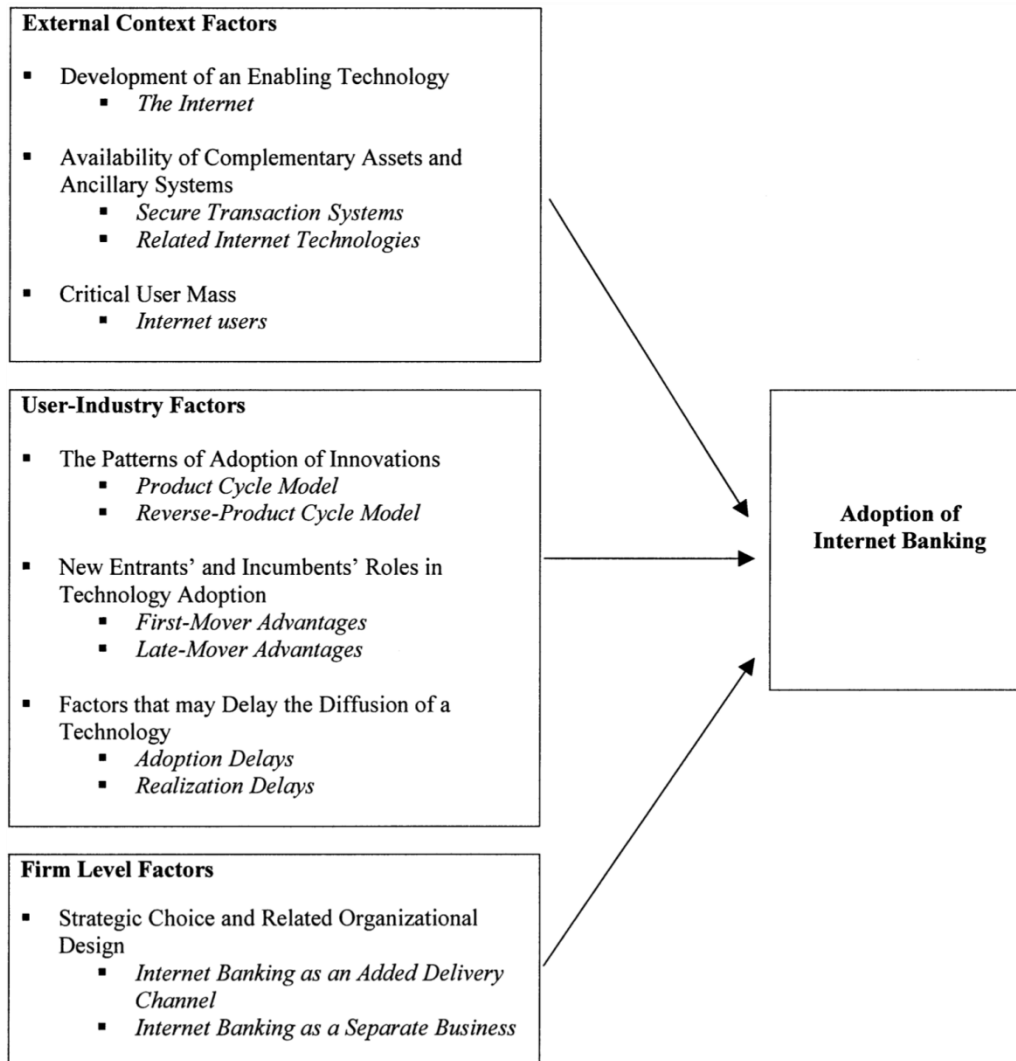 External Context Factors
▪ Development of an Enabling Technology
▪ The Internet
▪ Availability of Complementary Assets and
Ancillary Systems
▪ Secure Transaction Systems
▪ Related Internet Technologies
▪ Critical User Mass
▪ Internet users
User-Industry Factors
▪ The Patterns of Adoption of Innovations
▪ Product Cycle Model
▪ Reverse-Product Cycle Model
▪ New Entrants’ and Incumbents’ Roles in
Technology Adoption
▪ First-Mover Advantages
▪ Late-Mover Advantages
▪ Factors that may Delay the Diffusion of a
Technology
▪ Adoption Delays
▪ Realization Delays
Firm Level Factors
▪ Strategic Choice and Related Organizational
Design
▪ Internet Banking as an Added Delivery
Channel
▪ Internet Banking as a Separate Business
Adoption of
Internet Banking